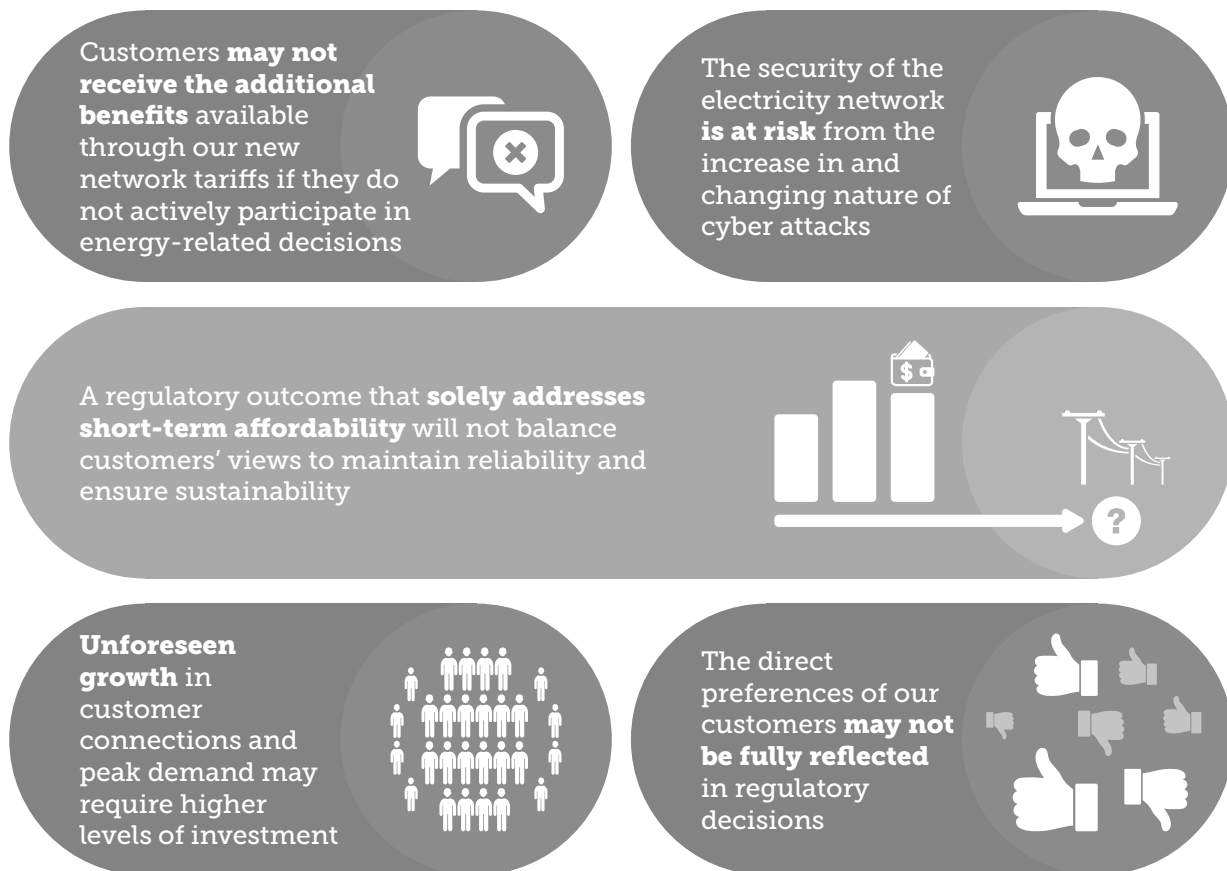 Customers may not
receive the additional
benefits available
through our new
network tariffs if they do
not actively participate in
energy-related decisions
The security of the
electricity network
is at risk from the
increase in and
changing nature of
cyber attacks
A regulatory outcome that solely addresses
short-term affordability will not balance
customers’ views to maintain reliability and
ensure sustainability
$
?
Unforeseen
growth in
customer
connections and
peak demand may
require higher
levels of investment
The direct
preferences of our
customers may not
be fully reflected
in regulatory
decisions